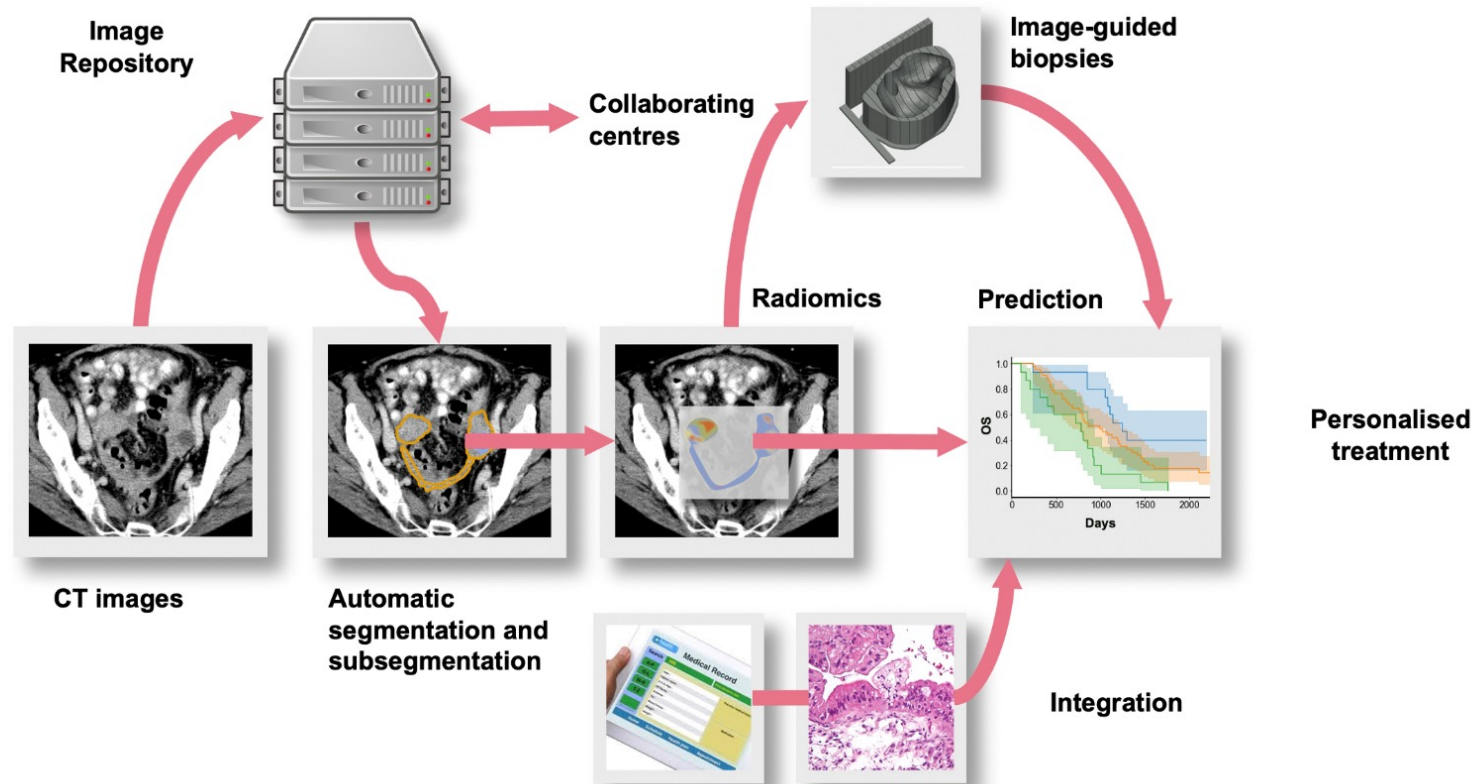 Image
Repository
Collaborating
centres
Image-guided
biopsies
Radiomics
Prediction
1.0
0.8
0.6
0.4
0.2
0.0
OS
0
500
1000
1500
2000
Days
Personalised
treatment
CT images
Automatic
segmentation and
subsegmentation
Medical Record
Search
Integration